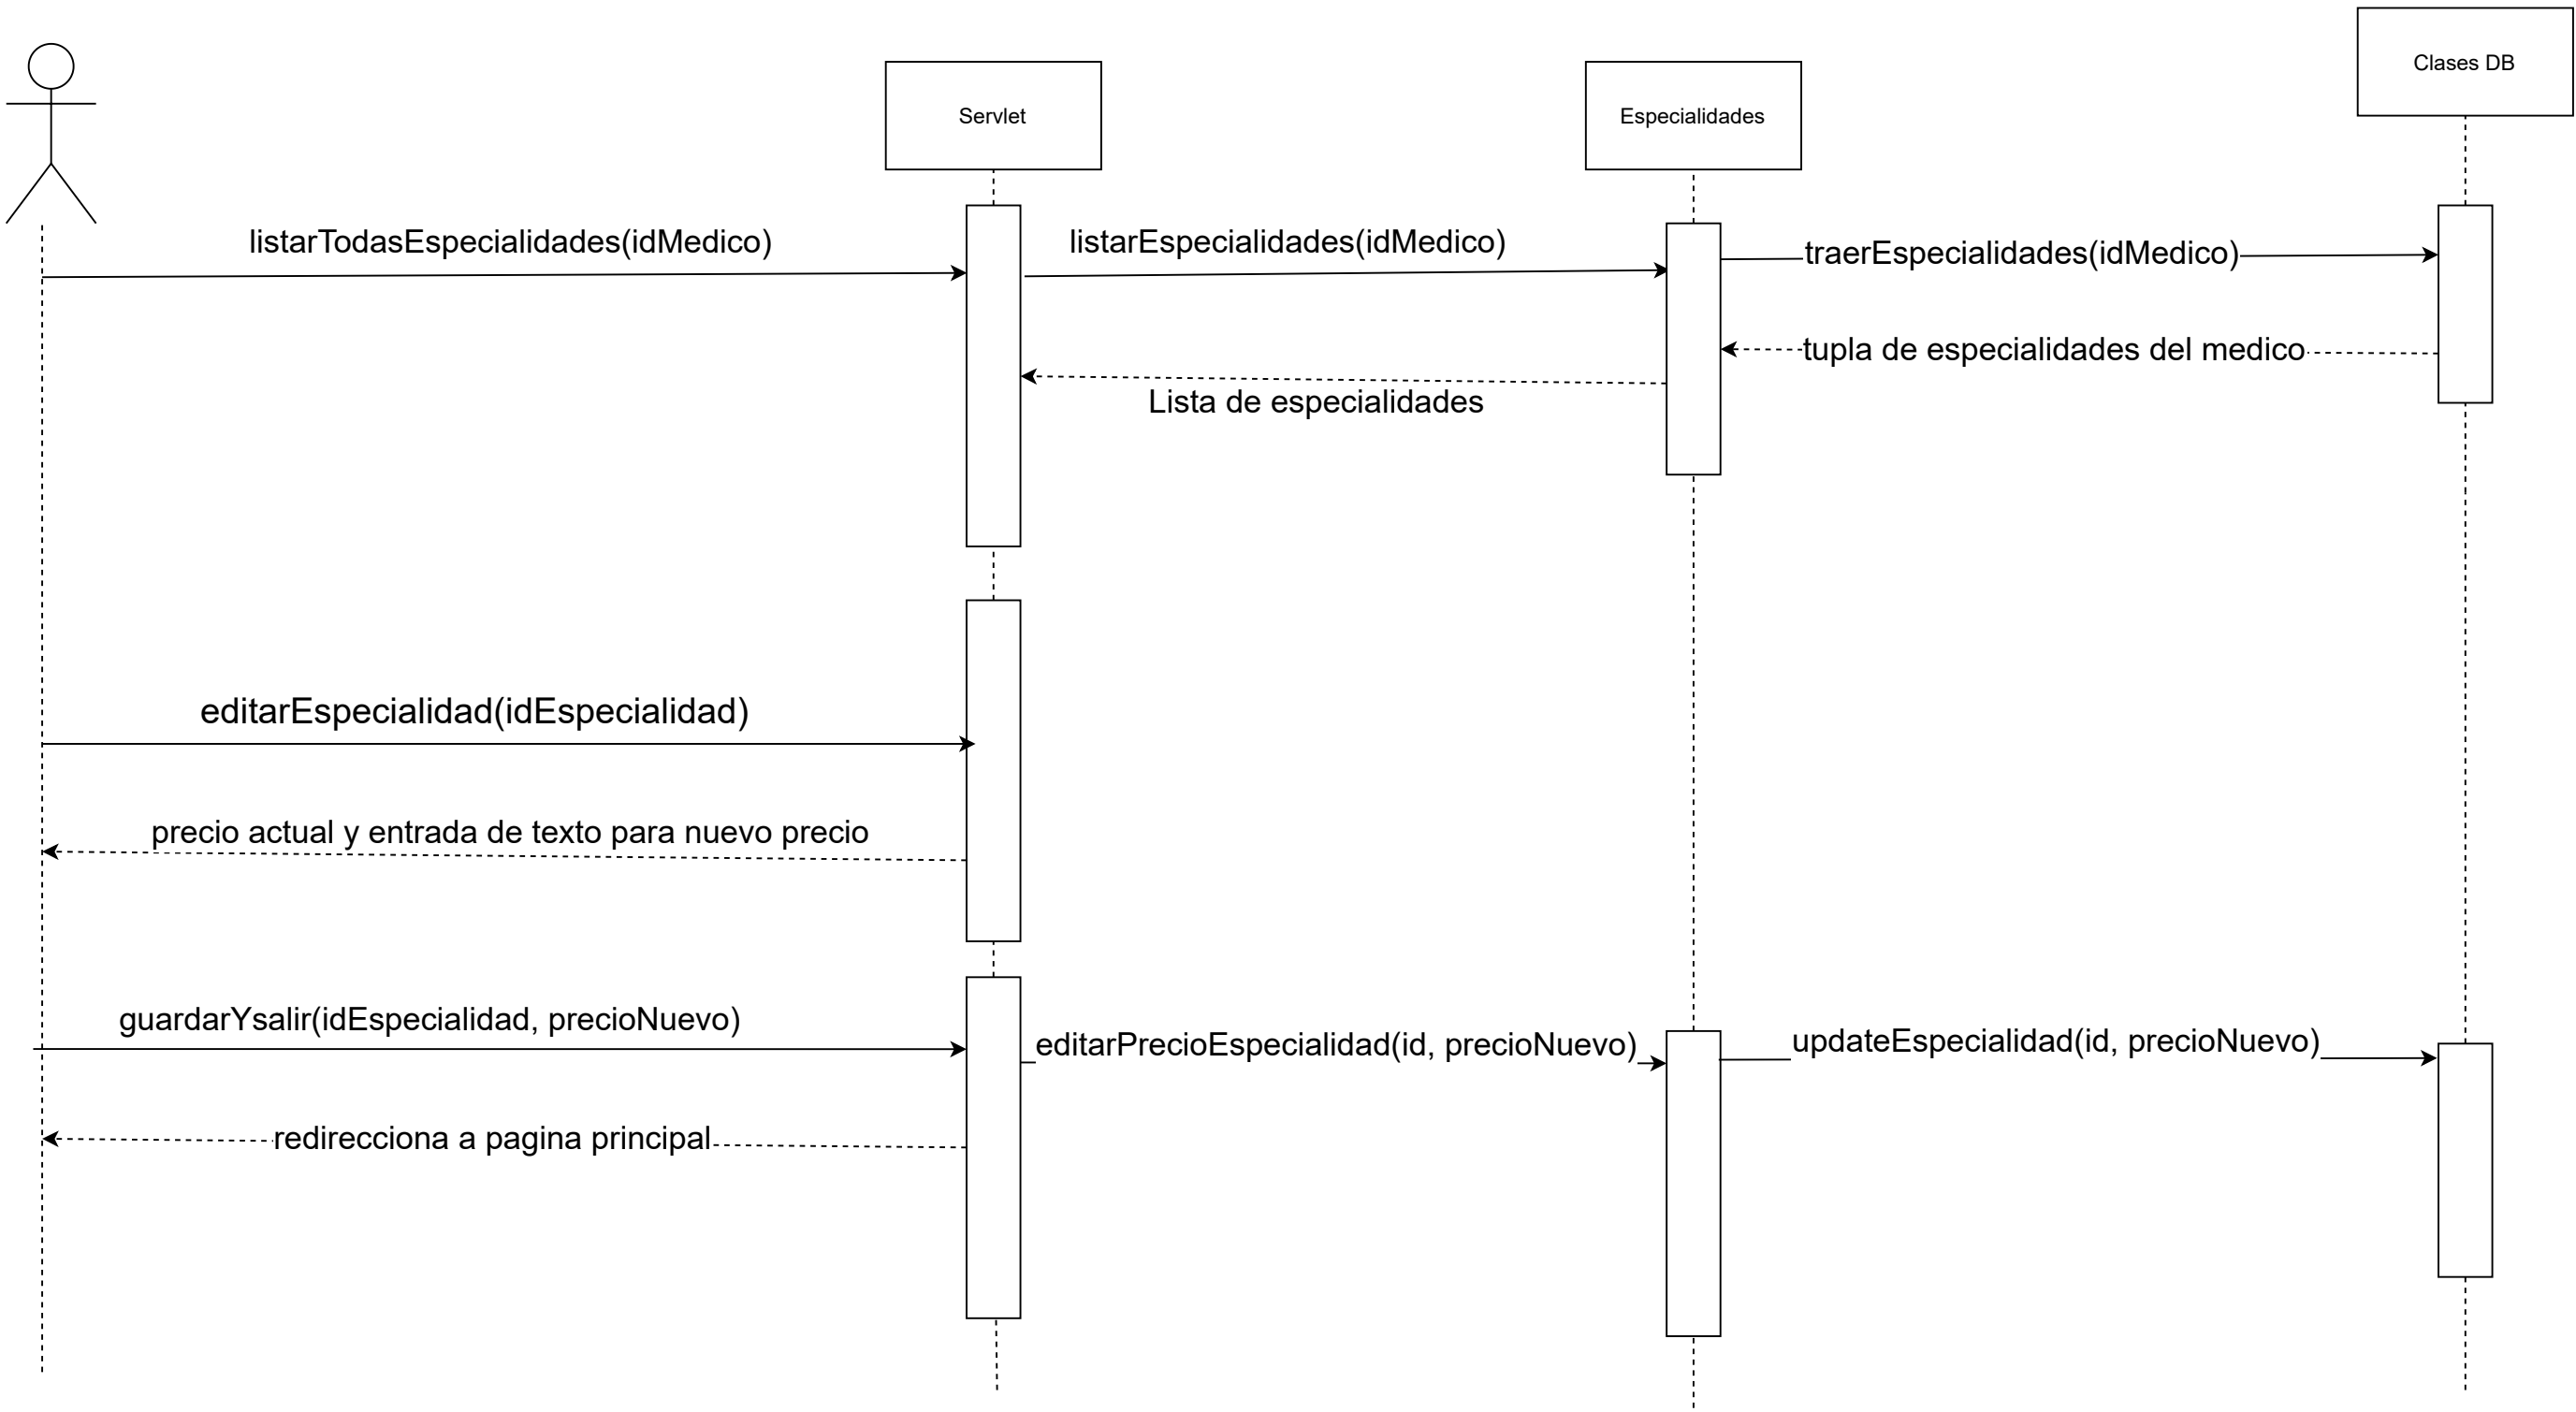 Clases DB
Servlet
Especialidades
listarTodasEspecialidades(idMedico)
listarEspecialidades(idMedico)
traerEspecialidades(idMedico)
tupla de especialidades del medico
Lista de especialidades
editarEspecialidad(idEspecialidad)
precio actual y entrada de texto para nuevo precio
guardarYsalir(idEspecialidad, precioNuevo)
editarPrecioEspecialidad(id, precioNuevo)
updateEspecialidad(id, precioNuevo)
redirecciona a pagina principal